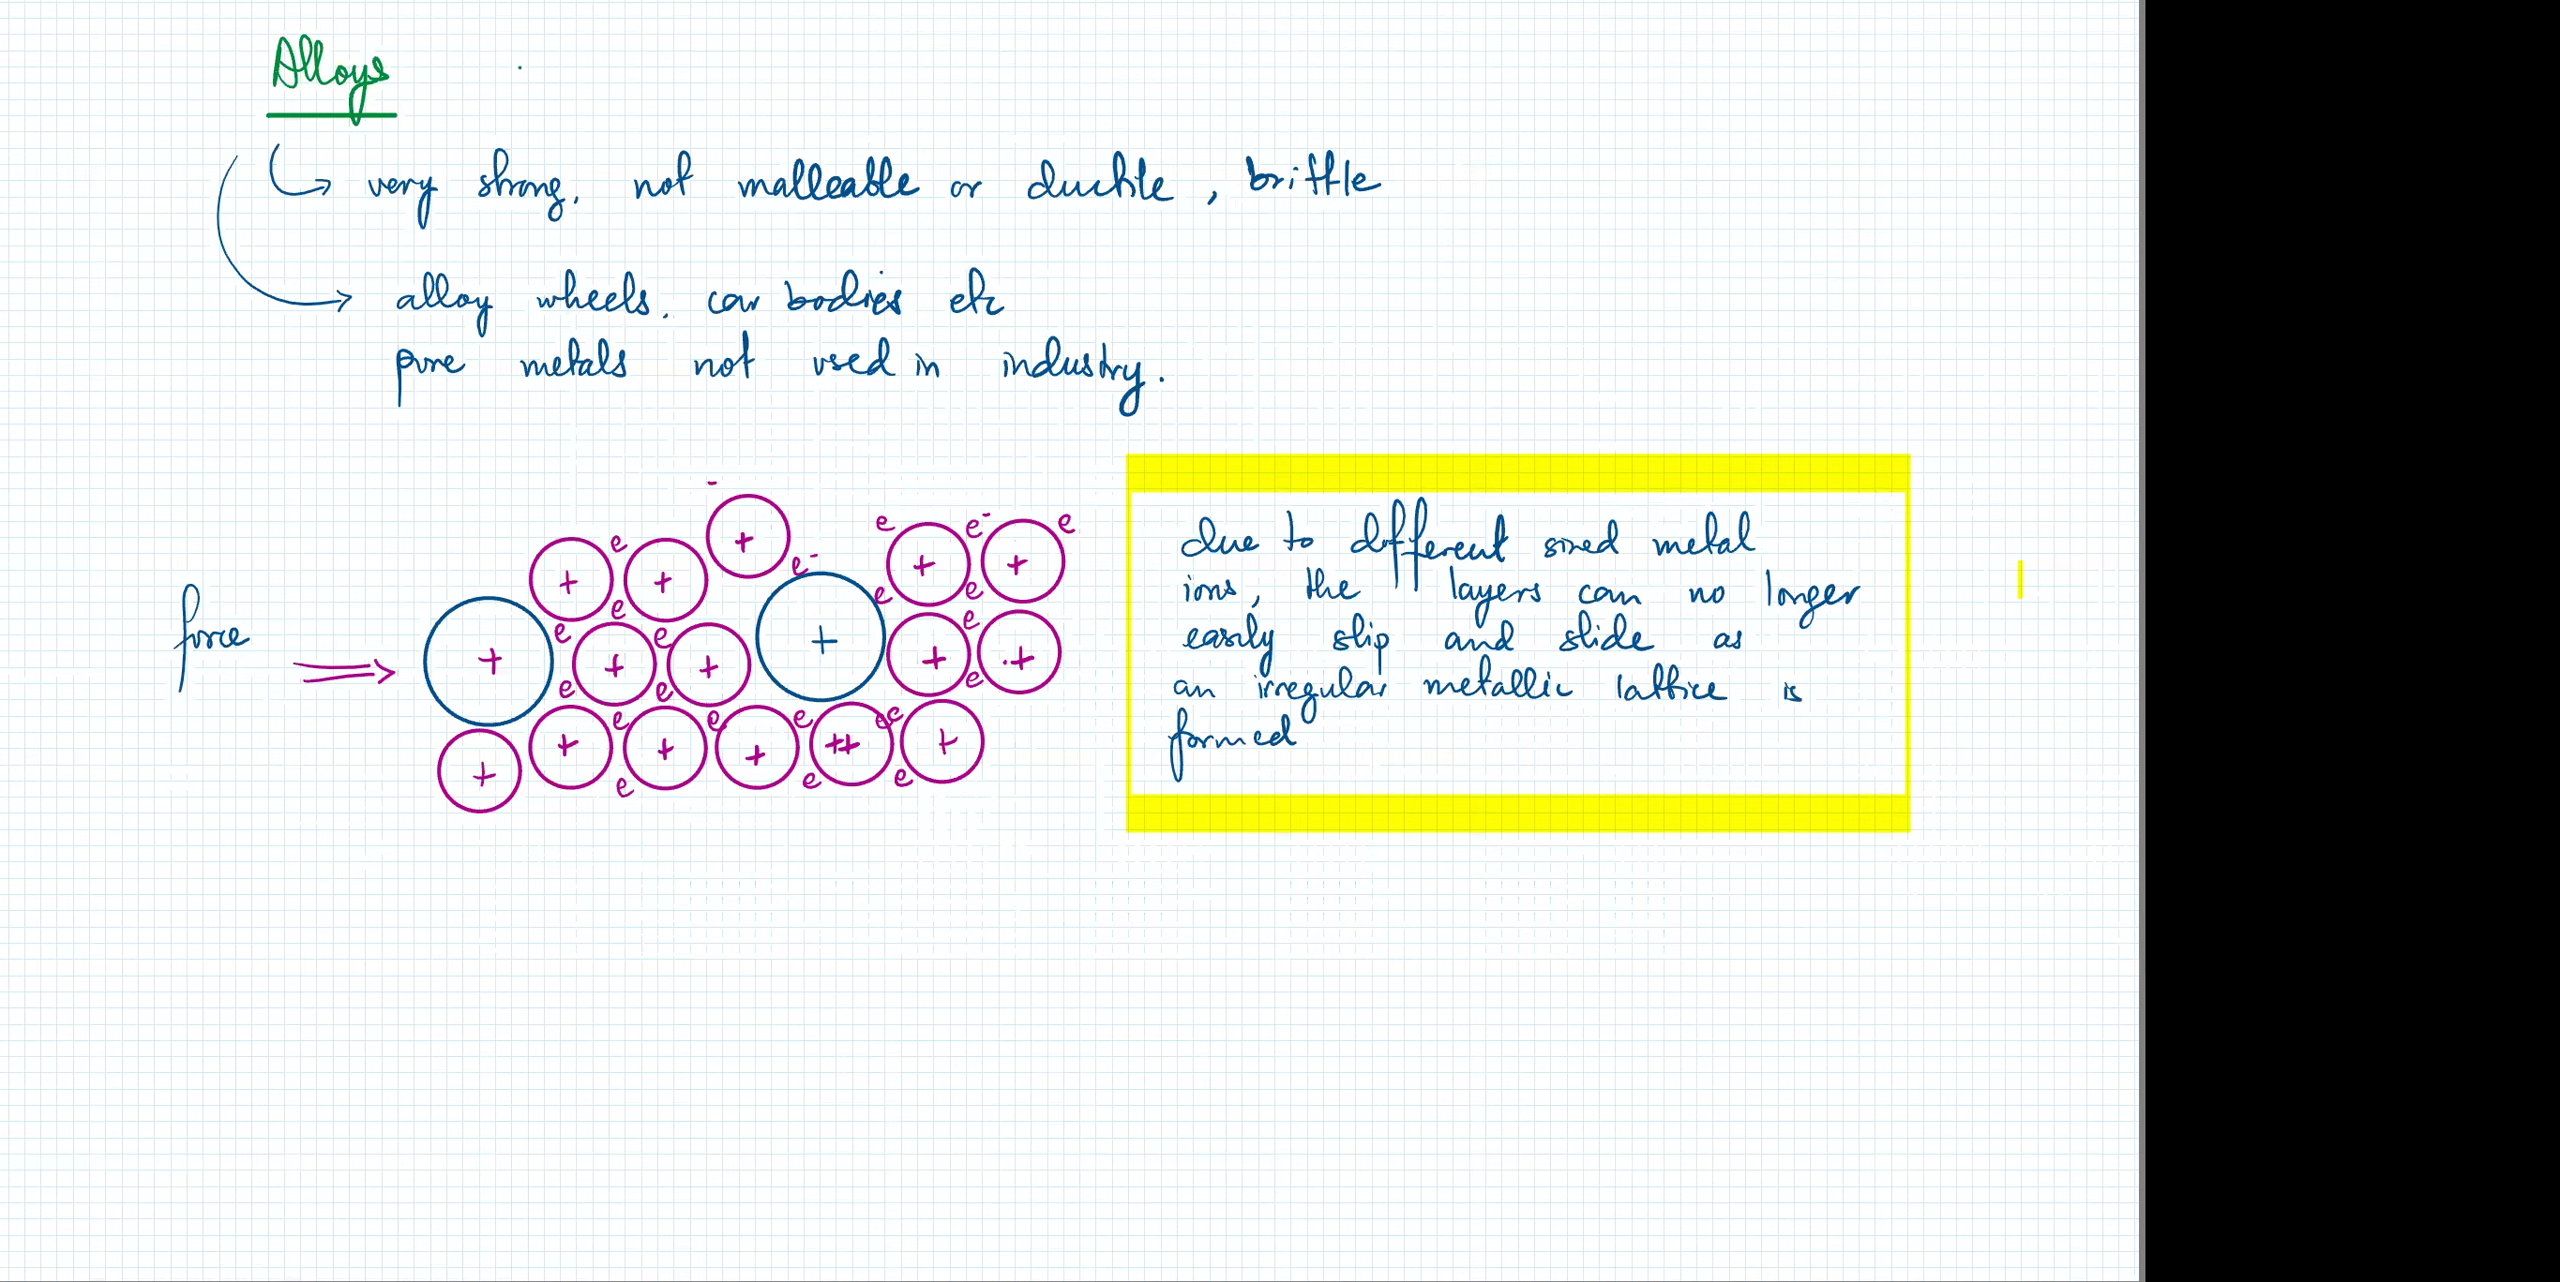 Alloys
very strong, not malleable or ductile, brittle
alloy wheels, car bodies etc
pure metals not used in industry.
force
- 
+ + + e e e- e- e + +
e e e e
+ e + e + + e + .+
e e e
+ + e + e + e ++ e e +
e e e
due to different sized metal
ions, the layers can no longer
easily slip and slide as
an irregular metallic lattice is
formed